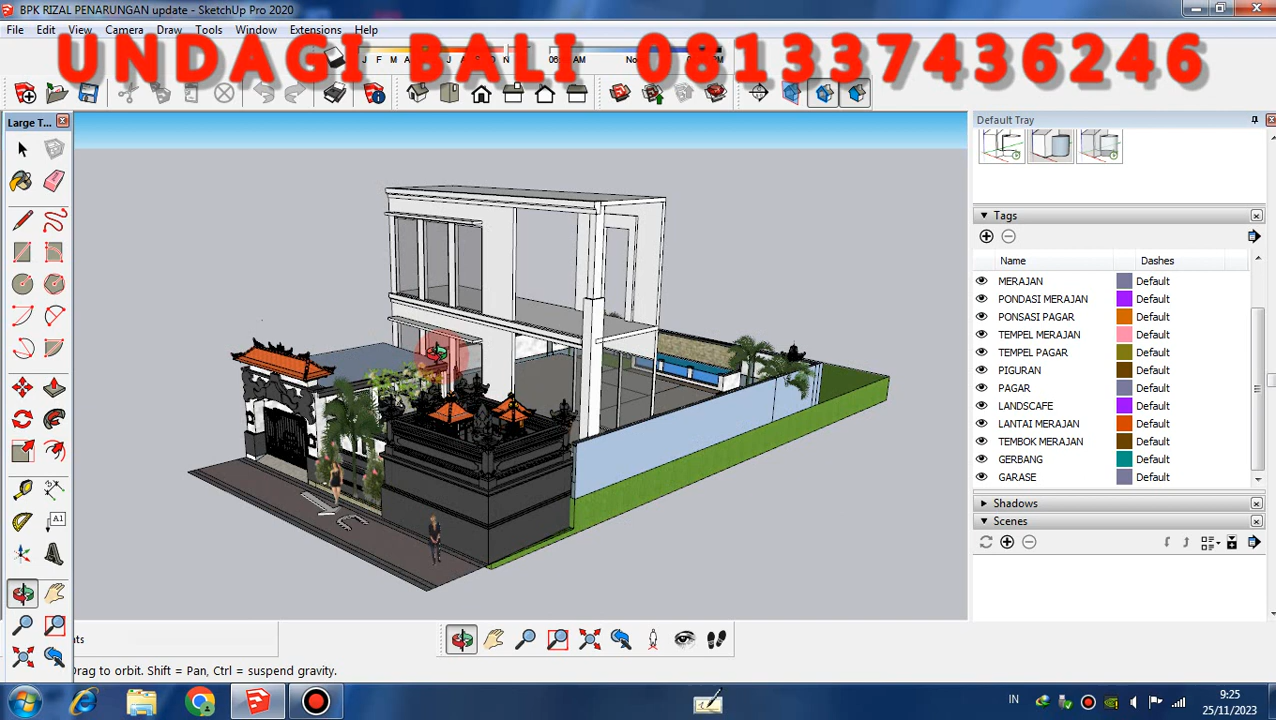 BPK RIZAL PENARUNGAN update - SketchUp Pro 2020
File Edit View Camera Draw Tools Window Extensions Help
UNDAGI BALI 081337436246
J F M
Large T...
Default Tray
Tags
Name Dashes
MERAJAN Default
PONDASI MERAJAN Default
PONSASI PAGAR Default
TEMPEL MERAJAN Default
TEMPEL PAGAR Default
PIGURAN Default
PAGAR Default
LANDSCAFE Default
LANTAI MERAJAN Default
TEMBOK MERAJAN Default
GERBANG Default
GARASE Default
Shadows
Scenes
A1
Drag to orbit. Shift = Pan, Ctrl = suspend gravity.
IN
9:25
25/11/2023